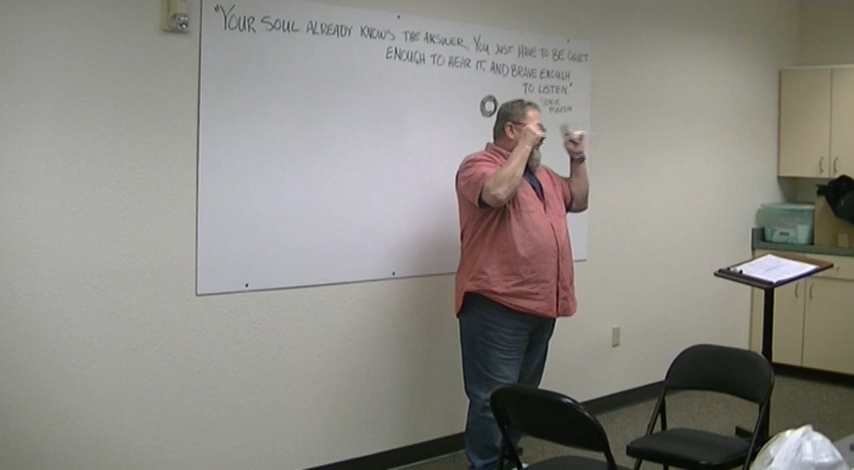 "YOUR SOUL ALREADY KNOWS THE ANSWER. YOU JUST HAVE TO BE QUIET
ENOUGH TO HEAR IT, AND BRAVE ENOUGH
TO LISTEN."